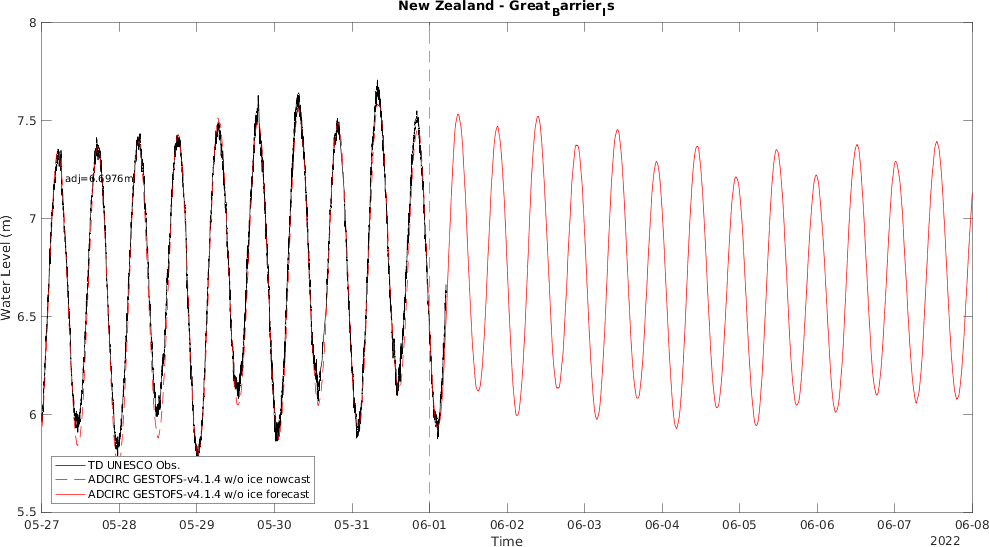 New Zealand - Great_Barrier_Is
8
7.5
7
6.5
6
5.5
Water Level (m)
adj=6.6976m
TD UNESCO Obs.
ADCIRC GESTOFS-v4.1.4 w/o ice nowcast
ADCIRC GESTOFS-v4.1.4 w/o ice forecast
05-27 05-28 05-29 05-30 05-31 06-01 06-02 06-03 06-04 06-05 06-06 06-07 06-08
Time
2022